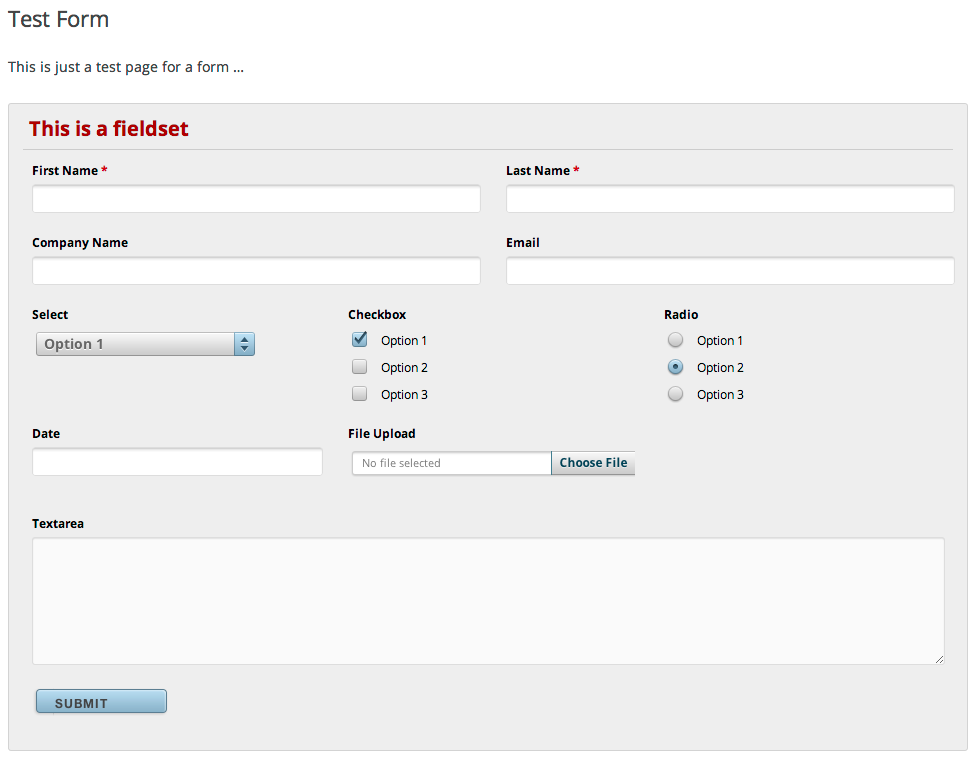 Test Form
This is just a test page for a form ...
This is a fieldset
First Name *
Last Name *
Company Name
Email
Select
Option 1
Checkbox
Option 1
Option 2
Option 3
Radio
Option 1
Option 2
Option 3
Date
File Upload
No file selected
Choose File
Textarea
SUBMIT